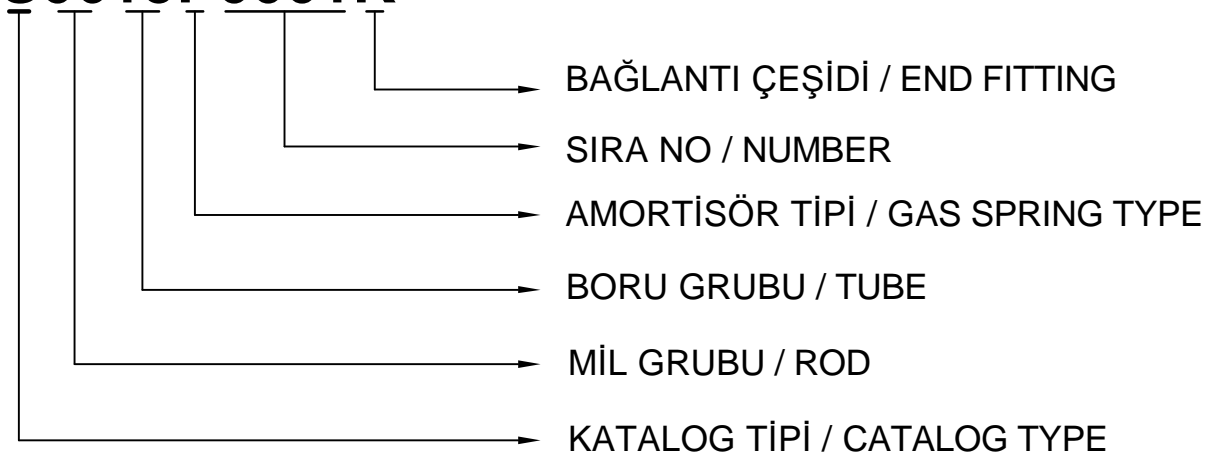 BAĞLANTI ÇEŞİDİ / END FITTING
SIRA NO / NUMBER
AMORTİSÖR TİPİ / GAS SPRING TYPE
BORU GRUBU / TUBE
MİL GRUBU / ROD
KATALOG TİPİ / CATALOG TYPE